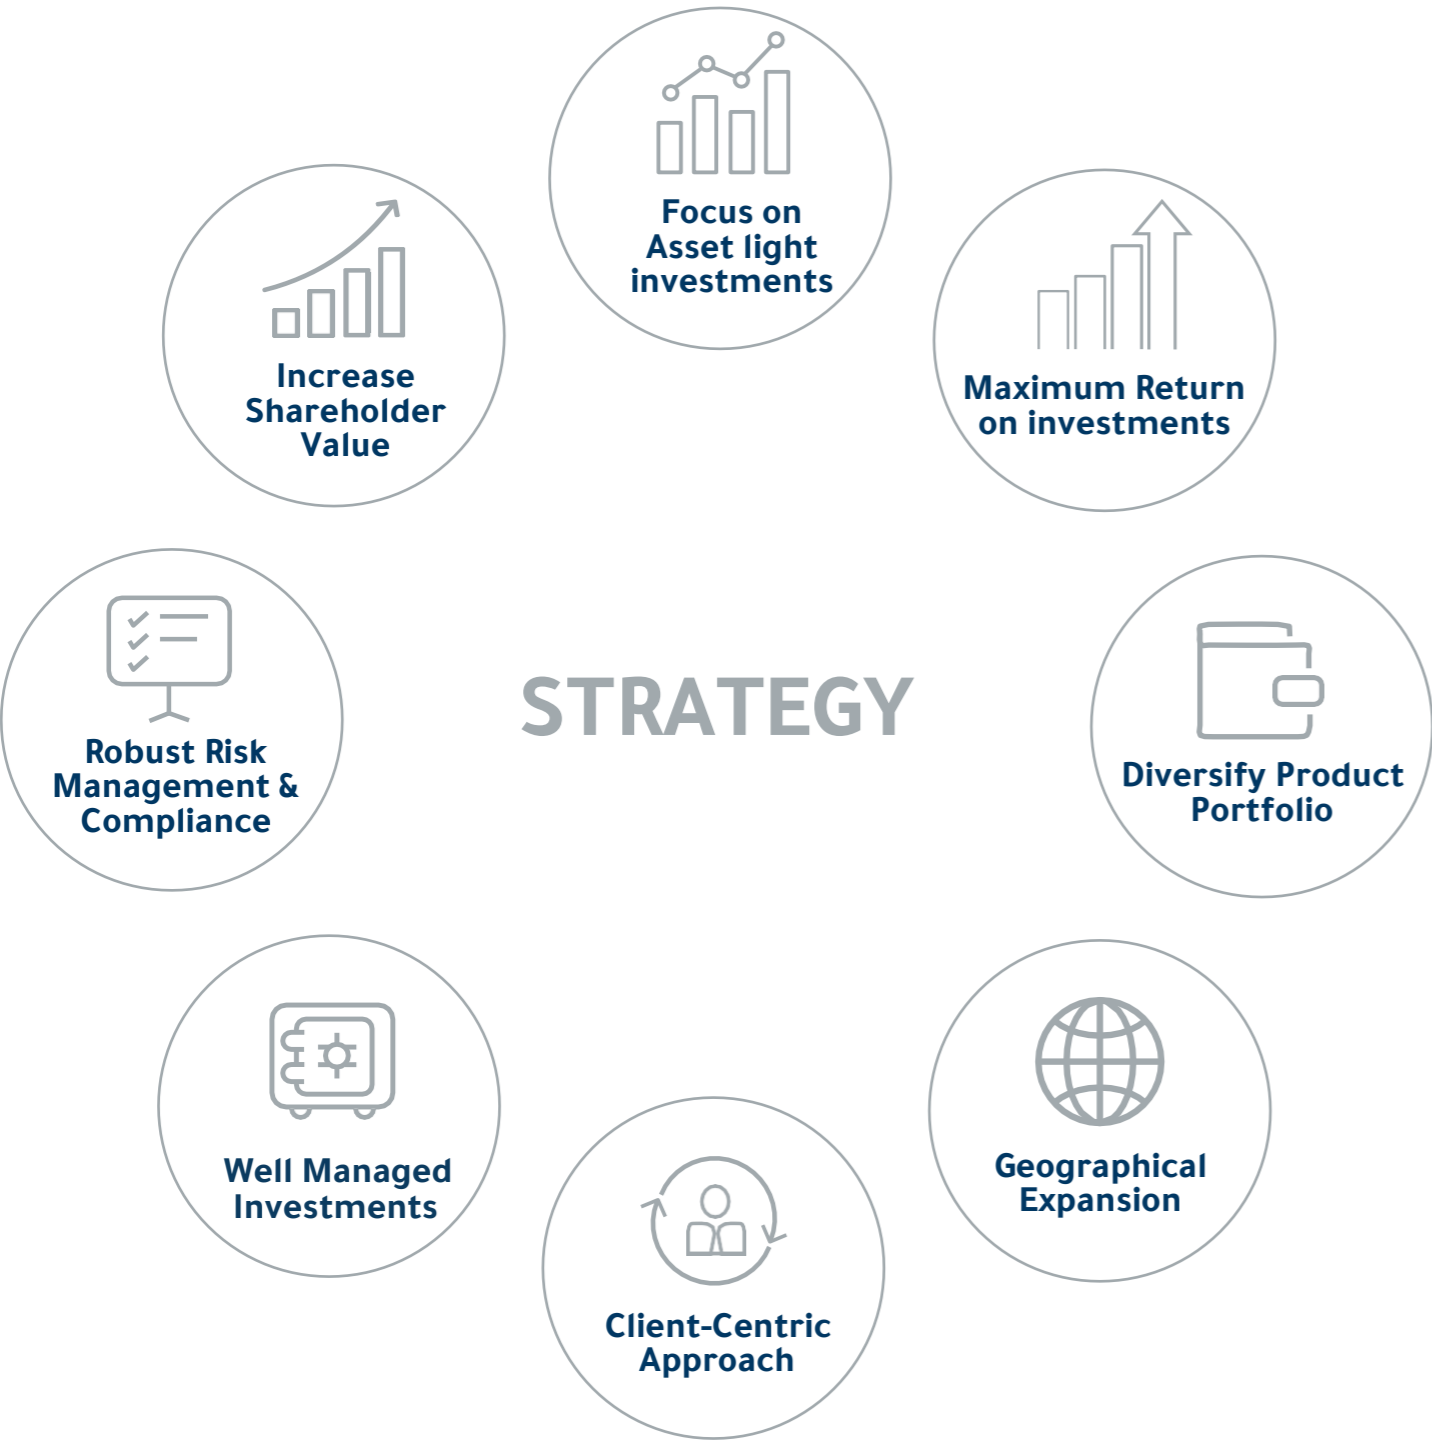 Focus on
Asset light
investments
Maximum Return
on investments
Diversify Product
Portfolio
Geographical
Expansion
Client-Centric
Approach
Well Managed
Investments
Robust Risk
Management &
Compliance
Increase
Shareholder
Value
STRATEGY